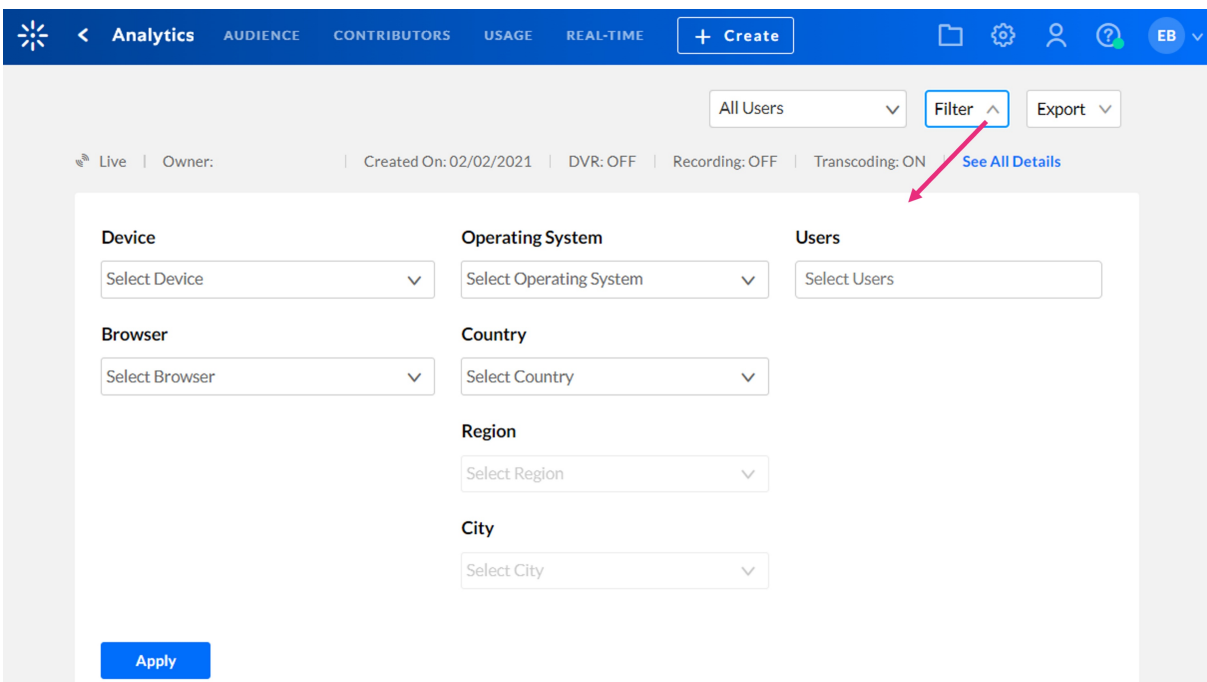 Analytics AUDIENCE CONTRIBUTORS USAGE REAL-TIME + Create EB
All Users Filter Export
Live | Owner: | Created On: 02/02/2021 | DVR: OFF | Recording: OFF | Transcoding: ON | See All Details
Device Operating System Users
Select Device Select Operating System Select Users
Browser Country
Select Browser Select Country
Region
Select Region
City
Select City
Apply